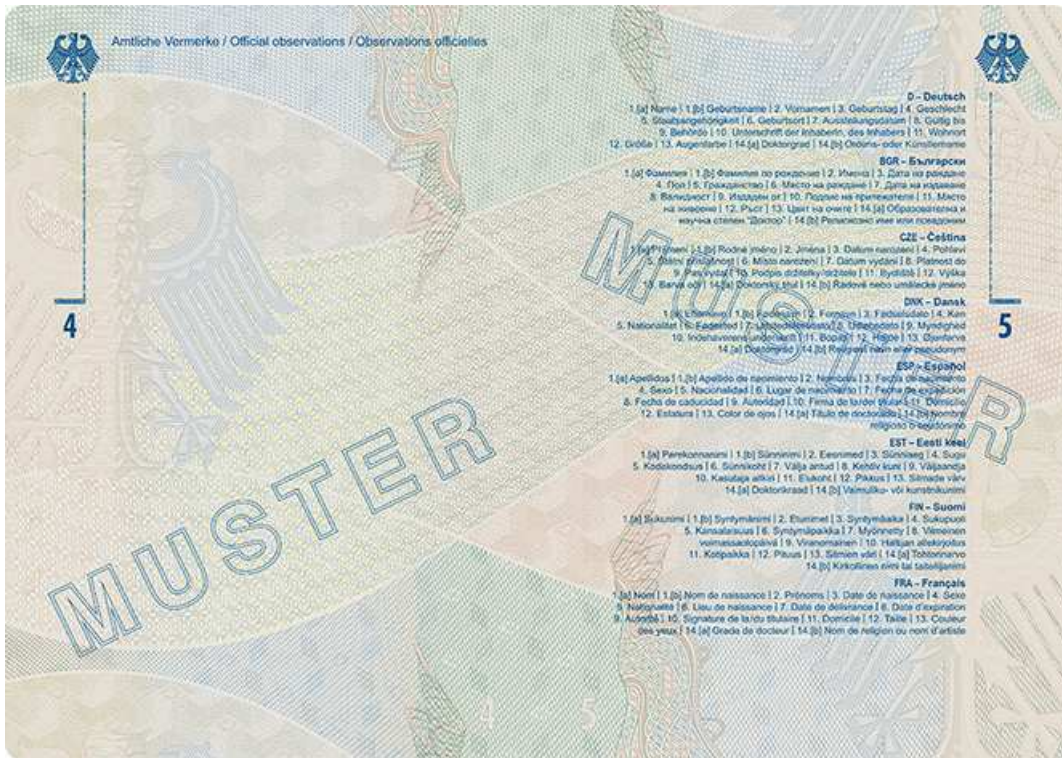 Amtliche Vermerke / Official observations / Observations officielles
4
MUSTER
D – Deutsch
1.[a] Name | 1.[b] Geburtsname | 2. Vornamen | 3. Geburtstag | 4. Geschlecht
5. Staatsangehörigkeit | 6. Geburtsort | 7. Ausstellungsdatum | 8. Gültig bis
9. Behörde | 10. Unterschrift der Inhaberin, des Inhabers | 11. Wohnort
12. Größe | 13. Augenfarbe | 14.[a] Doktorgrad | 14.[b] Ordens- oder Künstlername
BGR – Български
1.[a] Фамилия | 1.[b] Фамилия по рождение | 2. Имена | 3. Дата на раждане
4. Пол | 5. Гражданство | 6. Място на раждане | 7. Дата на издаване
8. Валидност | 9. Издаден от | 10. Подпис на притежателя | 11. Място
на живеене | 12. Ръст | 13. Цвят на очите | 14.[a] Образователна и
научна степен "Доктор" | 14.[b] Религиозно име или псевдоним
CZE – Čeština
1.[a] Příjmení | 1.[b] Rodné jméno | 2. Jména | 3. Datum narození | 4. Pohlaví
5. Státní příslušnost | 6. Místo narození | 7. Datum vydání | 8. Platnost do
9. Pas vydal | 10. Podpis držitelky/držitele | 11. Bydliště | 12. Výška
13. Barva očí | 14.[a] Doktorský titul | 14.[b] Řádové nebo umělecké jméno
DNK – Dansk
1.[a] Efternavn | 1.[b] Fødenavn | 2. Fornavn | 3. Fødselsdato | 4. Køn
5. Nationalitet | 6. Fødested | 7. Udstedelsesdato | 8. Udløbsdato | 9. Myndighed
10. Indehaverens underskrift | 11. Bopæl | 12. Højde | 13. Øjenfarve
14.[a] Doktorgrad | 14.[b] Religiøst navn eller pseudonym
ESP – Español
1.[a] Apellidos | 1.[b] Apellido de nacimiento | 2. Nombres | 3. Fecha de nacimiento
4. Sexo | 5. Nacionalidad | 6. Lugar de nacimiento | 7. Fecha de expedición
8. Fecha de caducidad | 9. Autoridad | 10. Firma de la/del titular | 11. Domicilio
12. Estatura | 13. Color de ojos | 14.[a] Título de doctorado | 14.[b] Nombre
religioso o seudónimo
EST – Eesti keel
1.[a] Perekonnanimi | 1.[b] Sünninimi | 2. Eesnimed | 3. Sünniaeg | 4. Sugu
5. Kodakondsus | 6. Sünnikoht | 7. Välja antud | 8. Kehtiv kuni | 9. Väljaandja
10. Kasutaja allkiri | 11. Elukoht | 12. Pikkus | 13. Silmade värv
14.[a] Doktorikraad | 14.[b] Vaimuliku- või kunstnikunimi
FIN – Suomi
1.[a] Sukunimi | 1.[b] Syntymänimi | 2. Etunimet | 3. Syntymäaika | 4. Sukupuoli
5. Kansalaisuus | 6. Syntymäpaikka | 7. Myönnetty | 8. Viimeinen
voimassaolopäivä | 9. Viranomainen | 10. Haltijan allekirjoitus
11. Kotipaikka | 12. Pituus | 13. Silmien väri | 14.[a] Tohtorinarvo
14.[b] Kirkollinen nimi tai taiteilijanimi
FRA – Français
1.[a] Nom | 1.[b] Nom de naissance | 2. Prénoms | 3. Date de naissance | 4. Sexe
5. Nationalité | 6. Lieu de naissance | 7. Date de délivrance | 8. Date d'expiration
9. Autorité | 10. Signature de la/du titulaire | 11. Domicile | 12. Taille | 13. Couleur
des yeux | 14.[a] Grade de docteur | 14.[b] Nom de religion ou nom d'artiste
5
MUSTER
4
5